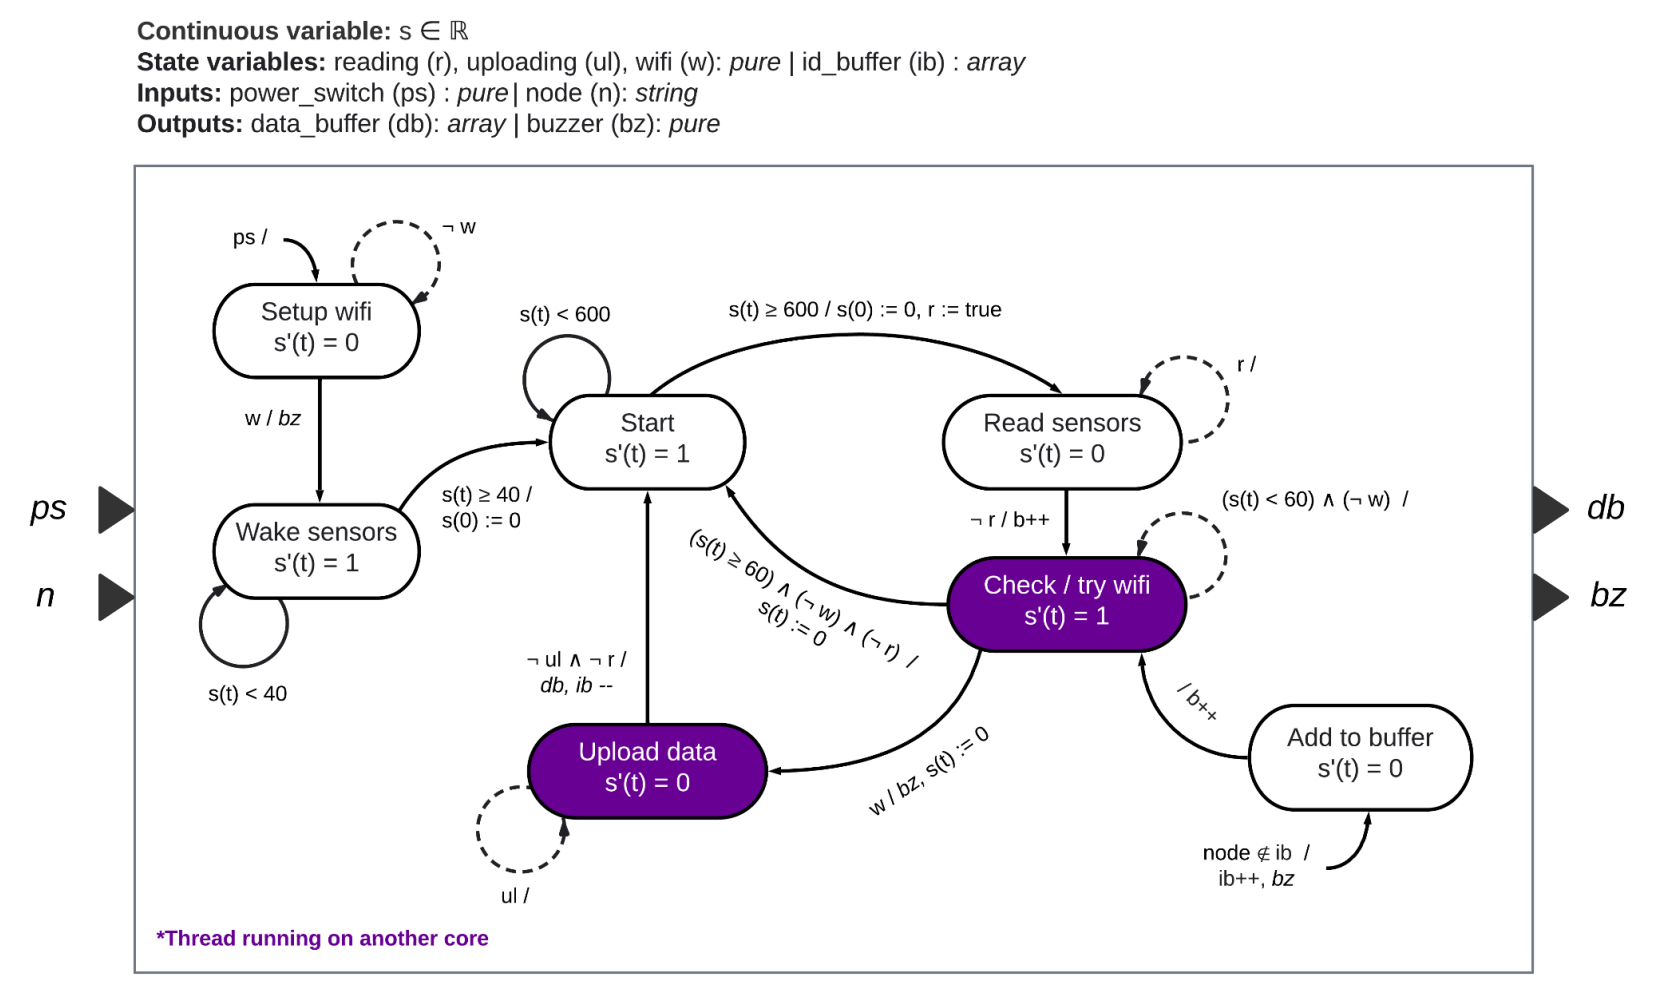 Continuous variable: s ∈ ℝ
State variables: reading (r), uploading (ul), wifi (w): pure | id_buffer (ib) : array
Inputs: power_switch (ps) : pure | node (n): string
Outputs: data_buffer (db): array | buzzer (bz): pure
ps /
¬ w
Setup wifi
s'(t) = 0
w / bz
Wake sensors
s'(t) = 1
s(t) < 40
s(t) ≥ 40 /
s(0) := 0
s(t) < 600
Start
s'(t) = 1
s(t) ≥ 600 / s(0) := 0, r := true
r /
Read sensors
s'(t) = 0
¬ r / b++
(s(t) < 60) ∧ (¬ w) /
Check / try wifi
s'(t) = 1
(s(t) ≥ 60) ∧ (¬ w) ∧ (¬ r) /
s(t) := 0
¬ ul ∧ ¬ r /
db, ib --
Upload data
s'(t) = 0
ul /
w / bz, s(t) := 0
/ b++
Add to buffer
s'(t) = 0
node ∉ ib /
ib++, bz
ps
n
db
bz
*Thread running on another core